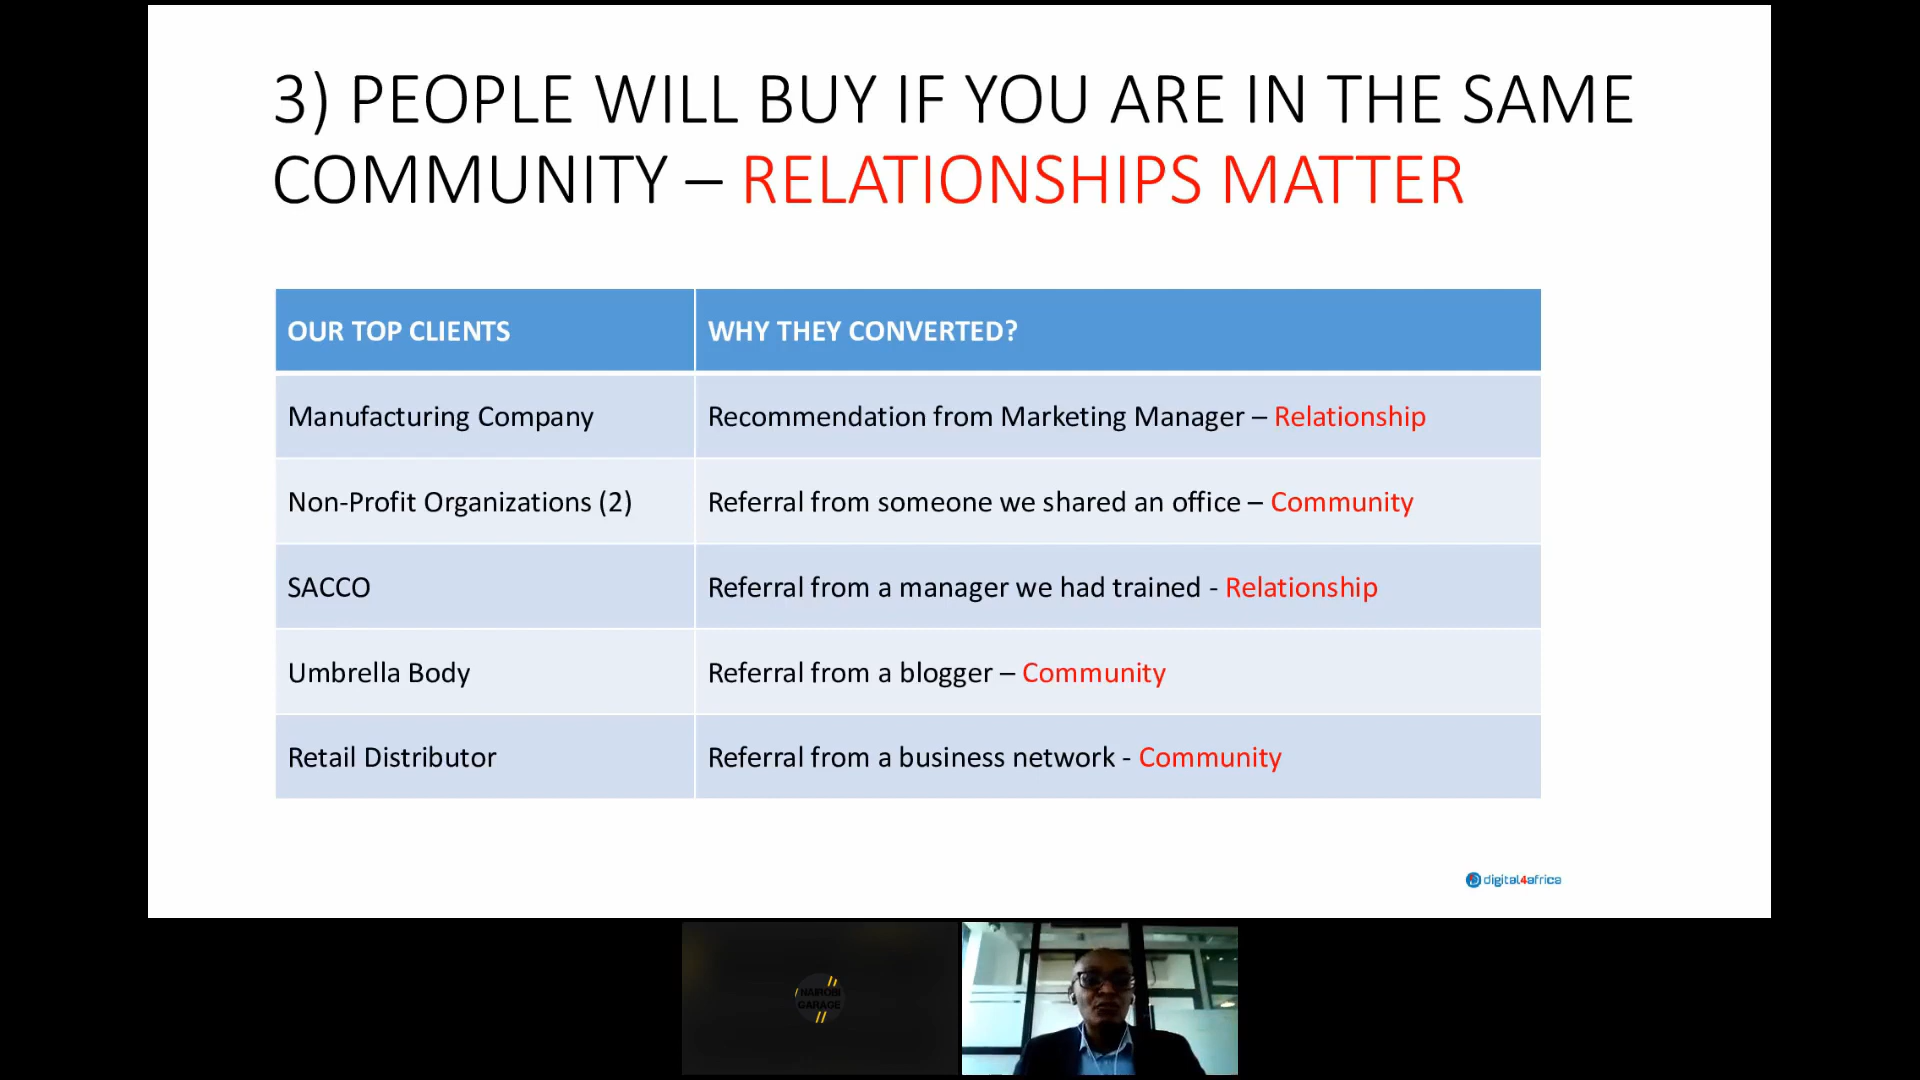 3) PEOPLE WILL BUY IF YOU ARE IN THE SAME
COMMUNITY – RELATIONSHIPS MATTER
OUR TOP CLIENTS
WHY THEY CONVERTED?
Manufacturing Company
Recommendation from Marketing Manager – Relationship
Non-Profit Organizations (2)
Referral from someone we shared an office – Community
SACCO
Referral from a manager we had trained - Relationship
Umbrella Body
Referral from a blogger – Community
Retail Distributor
Referral from a business network - Community
digital4africa
NAIROBI
GARAGE